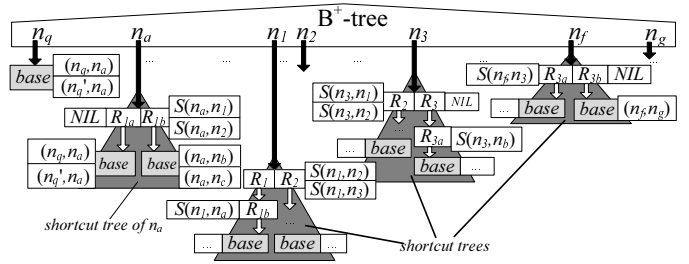 B+-tree
nq na n1 n2 n3 nf ng
... ... ... ... ...
base (nq,na)
(nq',na)
NIL R1a R1b S(na,n1)
S(na,n2)
(nq,na) base base (na,nb)
(nq',na) (na,nc)
shortcut tree of na
R1 R2 S(n1,n2)
S(n1,n3)
S(n1,na) R1b ...
... base base ...
S(n3,n1) R2 R3 NIL
S(n3,n2)
... R3a S(n3,nb)
... base base ...
S(nf,n3) R3a R3b NIL
... base base (nf,ng)
shortcut trees